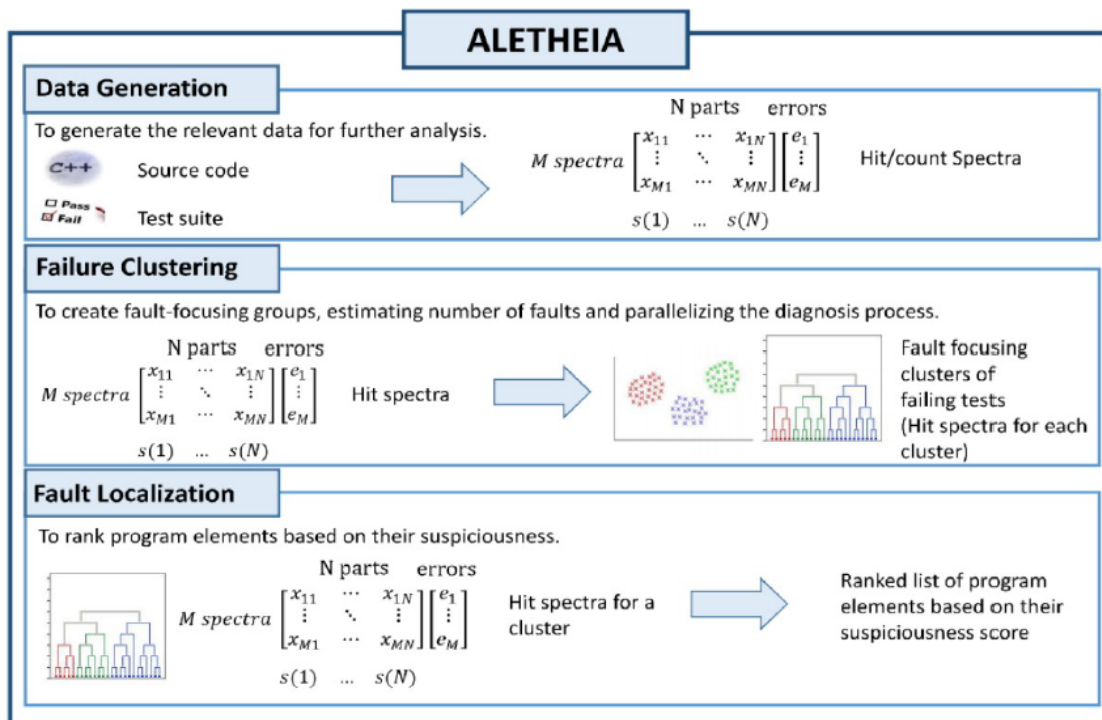 ALETHEIA
Data Generation
To generate the relevant data for further analysis.
C++
Source code
Pass
Fail
Test suite
N parts errors
M spectra [x₁₁ ⋯ x₁N ⋮ ⋱ ⋮ xM₁ ⋯ xMN] [e₁ ⋮ eM]
s(1) ... s(N)
Hit/count Spectra
Failure Clustering
To create fault-focusing groups, estimating number of faults and parallelizing the diagnosis process.
N parts errors
M spectra [x₁₁ ⋯ x₁N ⋮ ⋱ ⋮ xM₁ ⋯ xMN] [e₁ ⋮ eM]
s(1) ... s(N)
Hit spectra
Fault focusing
clusters of
failing tests
(Hit spectra for each
cluster)
Fault Localization
To rank program elements based on their suspiciousness.
N parts errors
M spectra [x₁₁ ⋯ x₁N ⋮ ⋱ ⋮ xM₁ ⋯ xMN] [e₁ ⋮ eM]
s(1) ... s(N)
Hit spectra for a
cluster
Ranked list of program
elements based on their
suspiciousness score